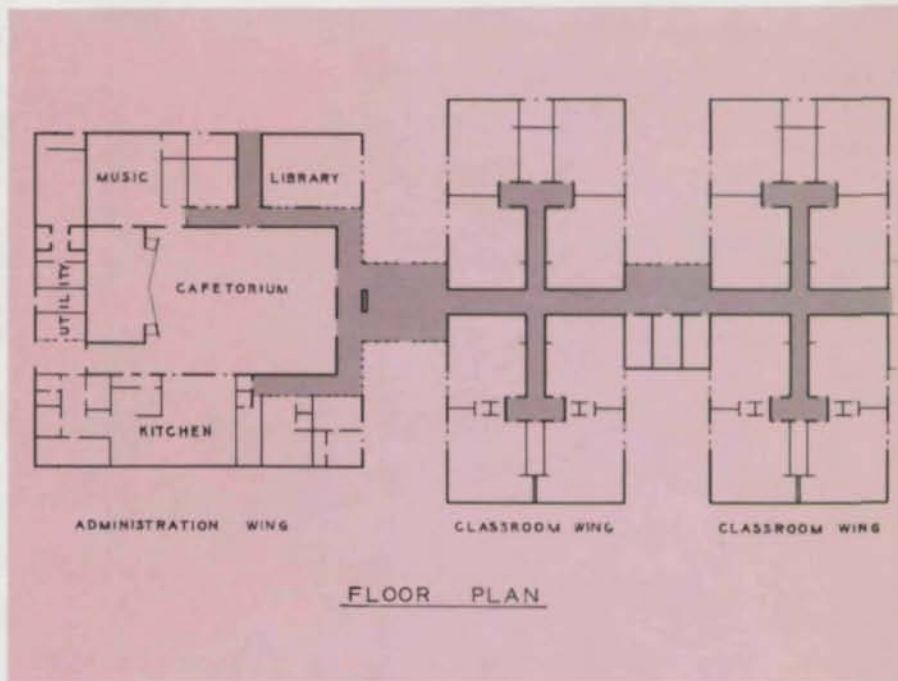 MUSIC
LIBRARY
CAFETORIUM
UTILITY
KITCHEN
ADMINISTRATION WING
CLASSROOM WING
CLASSROOM WING
FLOOR PLAN